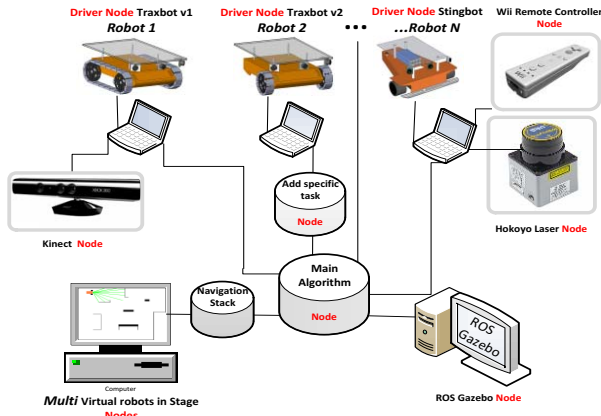 Driver Node Traxbot v1
Robot 1
Driver Node Traxbot v2
Robot 2
...
Driver Node Stingbot
...Robot N
Wii Remote Controller
Node
Kinect Node
Add specific
task
Node
Hokoyo Laser Node
Main
Algorithm
Node
Navigation
Stack
ROS
Gazebo
Computer
Multi Virtual robots in Stage
Nodes
ROS Gazebo Node